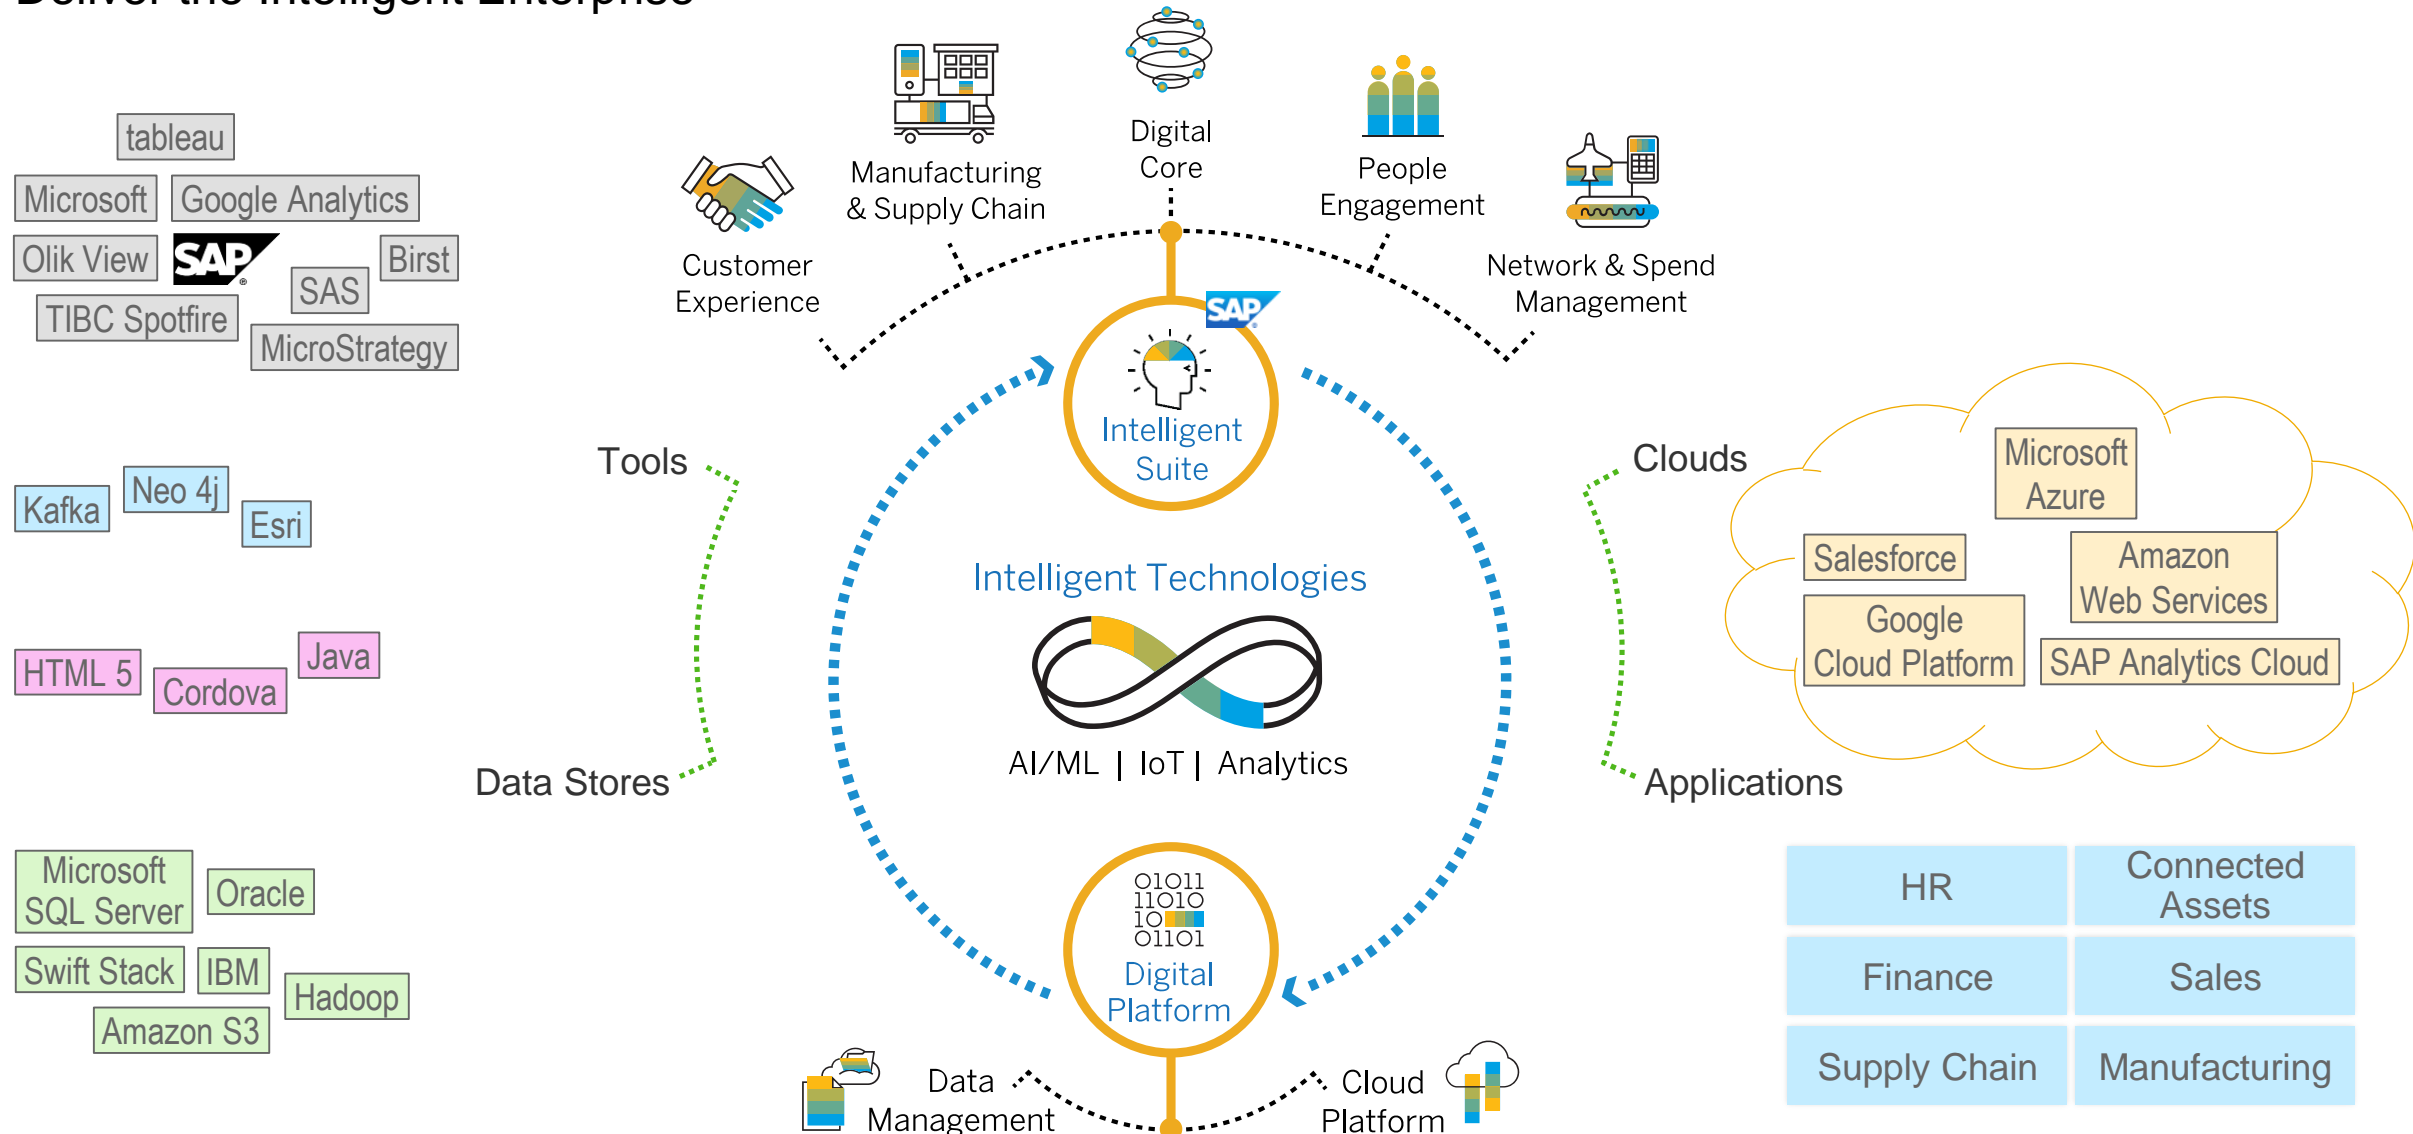 Deliver the Intelligent Enterprise
tableau
Microsoft
Google Analytics
Olik View
SAP
SAS
Birst
TIBC Spotfire
MicroStrategy
Kafka
Neo 4j
Esri
HTML 5
Cordova
Java
Microsoft
SQL Server
Oracle
Swift Stack
IBM
Hadoop
Amazon S3
Tools
Data Stores
Customer
Experience
Manufacturing
& Supply Chain
Digital
Core
People
Engagement
Network & Spend
Management
SAP
Intelligent
Suite
Intelligent Technologies
AI/ML | IoT | Analytics
01011
11010
10
01101
Digital
Platform
Data
Management
Cloud
Platform
Clouds
Applications
Microsoft
Azure
Salesforce
Amazon
Web Services
Google
Cloud Platform
SAP Analytics Cloud
HR
Connected
Assets
Finance
Sales
Supply Chain
Manufacturing